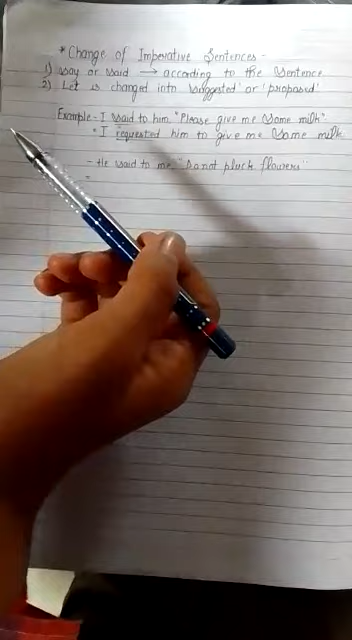 * Change of Imperative Sentences -
1) say or said → according to the sentence
2) Let is changed into 'suggested' or 'proposed'
Example - I said to him "Please give me some milk".
= I requested him to give me some milk.
- He said to me, "Do not pluck flowers"
=